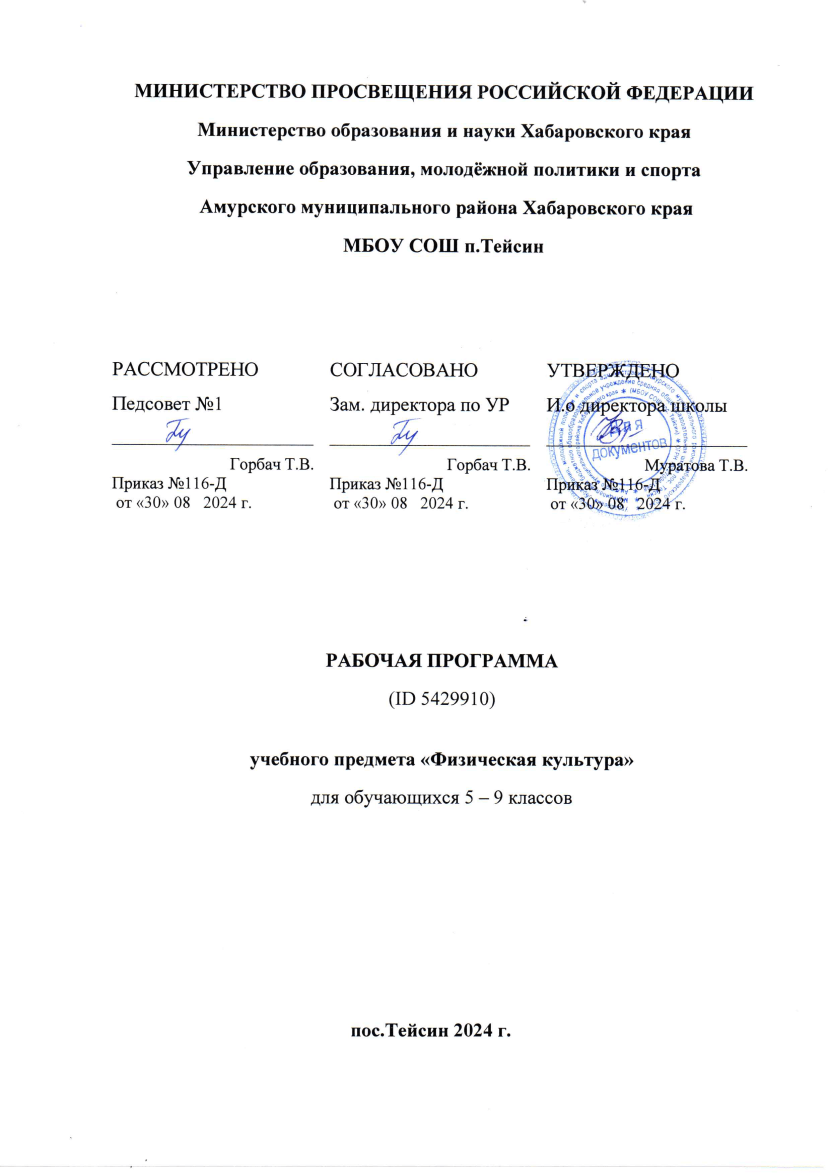 МИНИСТЕРСТВО ПРОСВЕЩЕНИЯ РОССИЙСКОЙ ФЕДЕРАЦИИ
Министерство образования и науки Хабаровского края
Управление образования, молодёжной политики и спорта
Амурского муниципального района Хабаровского края
МБОУ СОШ п.Тейсин
РАССМОТРЕНО
Педсовет №1
Горбач Т.В.
Приказ №116-Д
от «30» 08 2024 г.
СОГЛАСОВАНО
Зам. директора по УР
Горбач Т.В.
Приказ №116-Д
от «30» 08 2024 г.
УТВЕРЖДЕНО
И.о директора школы
Для
документов
Муратова Т.В.
Приказ №116-Д
от «30» 08 2024 г.
РАБОЧАЯ ПРОГРАММА
(ID 5429910)
учебного предмета «Физическая культура»
для обучающихся 5 – 9 классов
пос.Тейсин 2024 г.